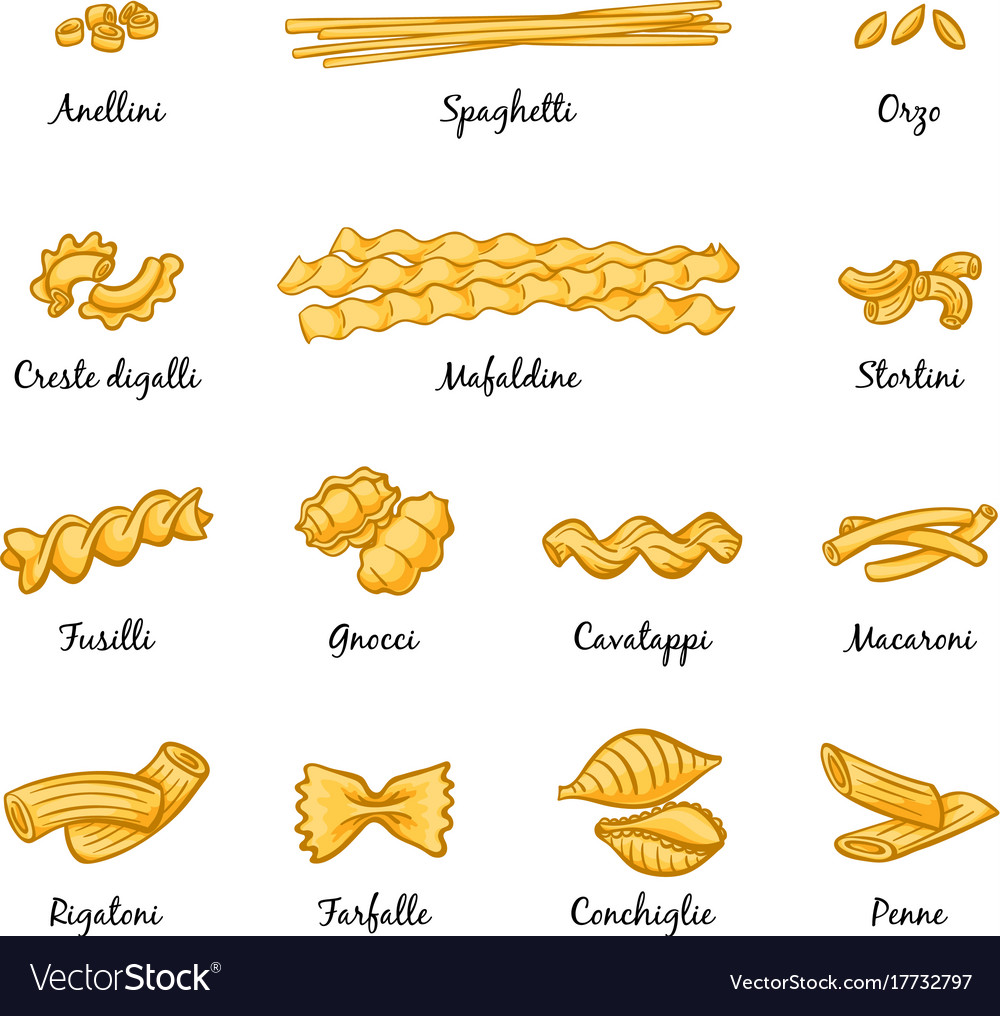 Anellini
Spaghetti
Orzo
Creste digalli
Mafaldine
Stortini
Fusilli
Gnocci
Cavatappi
Macaroni
Rigatoni
Farfalle
Conchiglie
Penne
VectorStock®
VectorStock.com/17732797